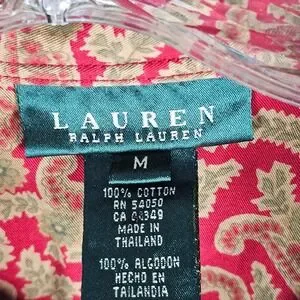 LAUREN
RALPH LAUREN
M
100% COTTON
RN 54050
CA 04349
MADE IN
THAILAND
100% ALGODON
HECHO EN
TAILANDIA